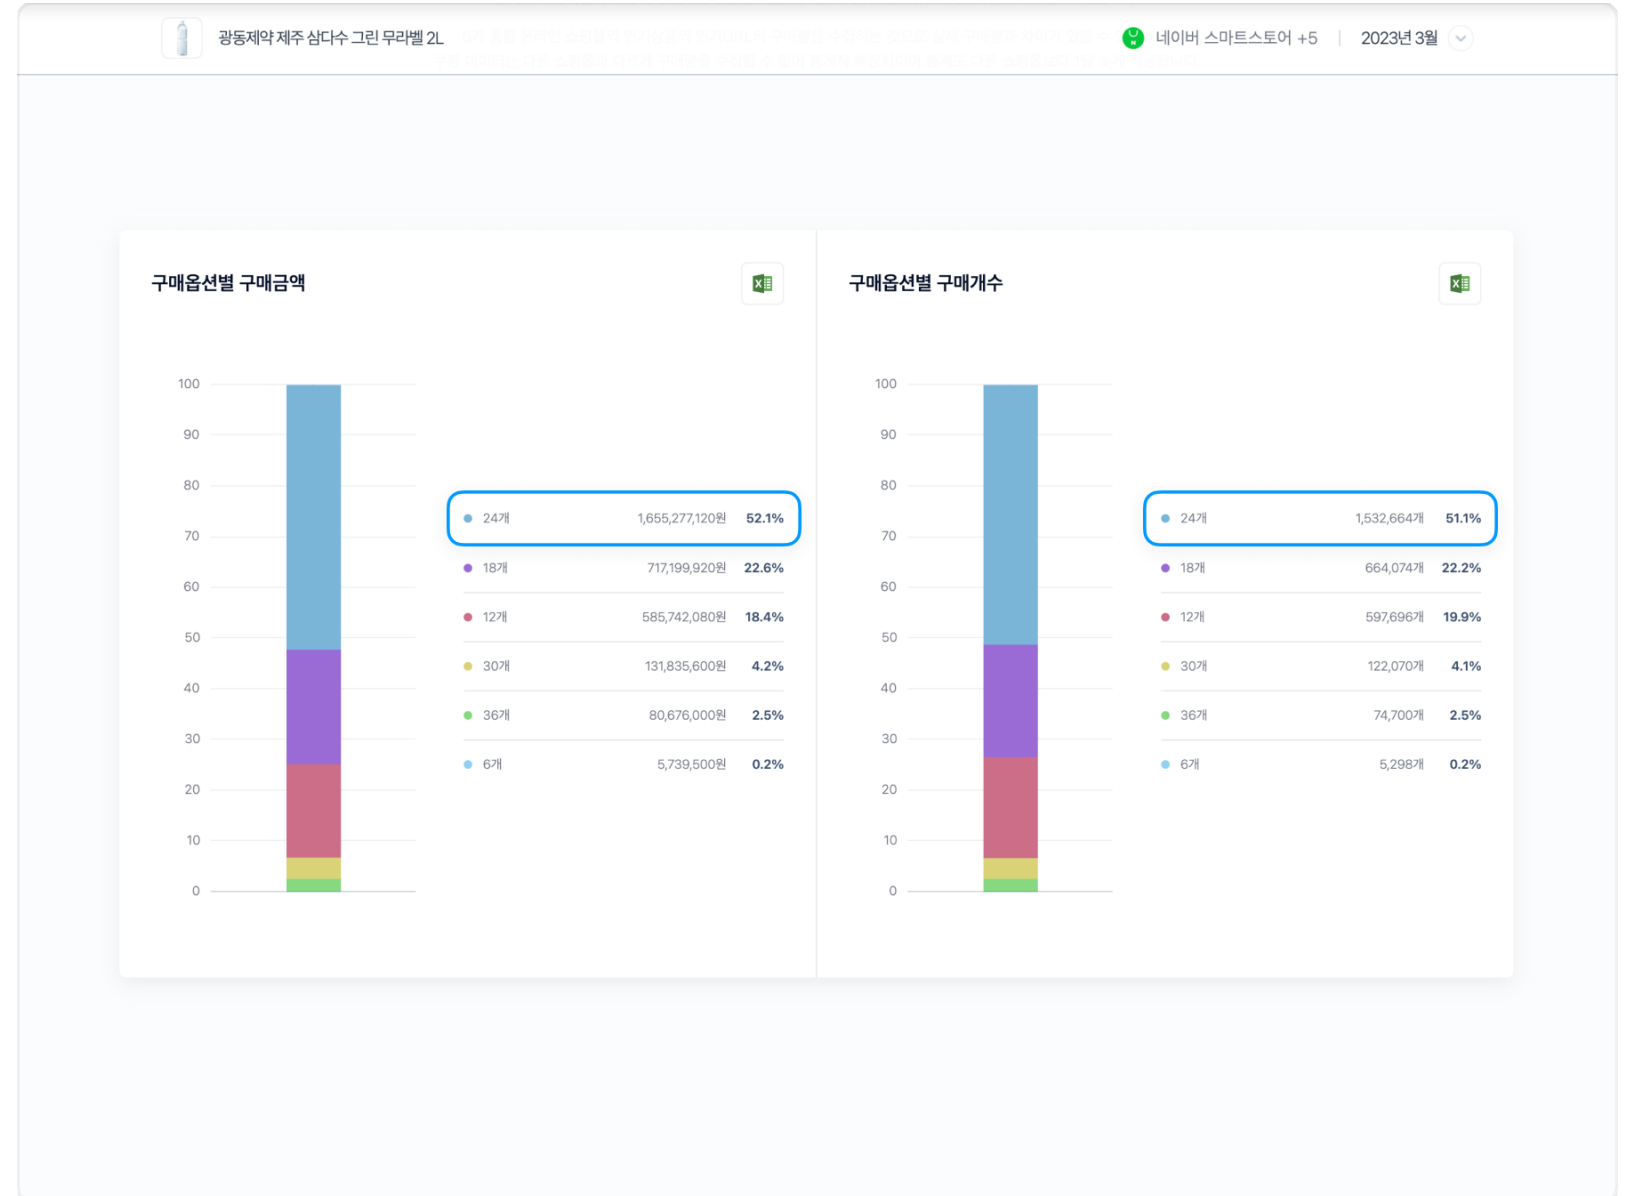 광동제약 제주 삼다수 그린 무라벨 2L
네이버 스마트스토어 +5 | 2023년 3월
구매옵션별 구매금액
100
90
80
70
60
50
40
30
20
10
0
24개 1,655,277,120원 52.1%
18개 717,199,920원 22.6%
12개 585,742,080원 18.4%
30개 131,835,600원 4.2%
36개 80,676,000원 2.5%
6개 5,739,500원 0.2%
구매옵션별 구매개수
100
90
80
70
60
50
40
30
20
10
0
24개 1,532,664개 51.1%
18개 664,074개 22.2%
12개 597,696개 19.9%
30개 122,070개 4.1%
36개 74,700개 2.5%
6개 5,298개 0.2%